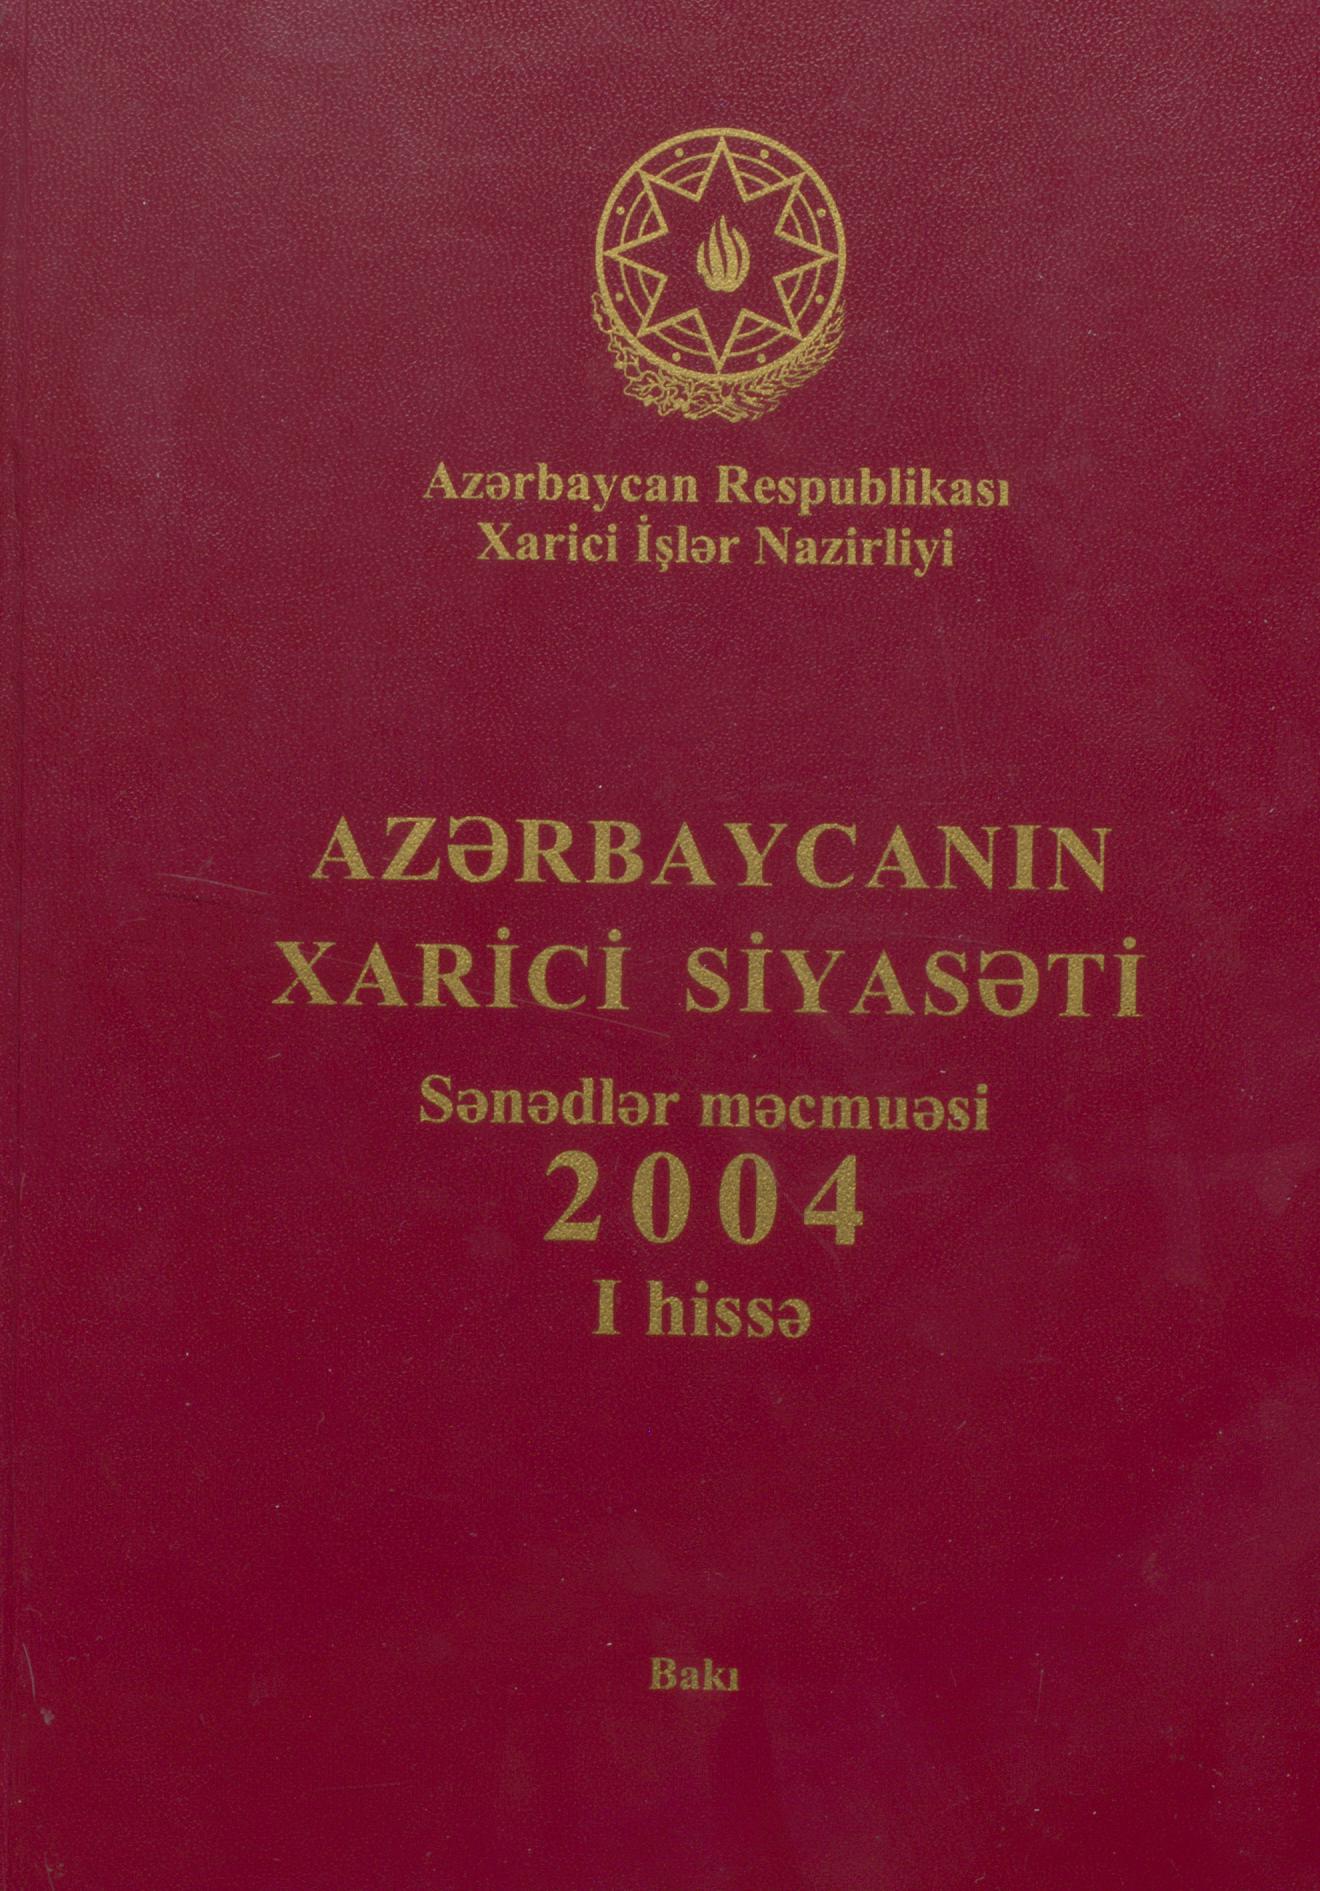 Azərbaycan Respublikası
Xarici İşlər Nazirliyi
AZƏRBAYCANIN
XARİCİ SİYASƏTİ
Sənədlər məcmuəsi
2004
I hissə
Bakı